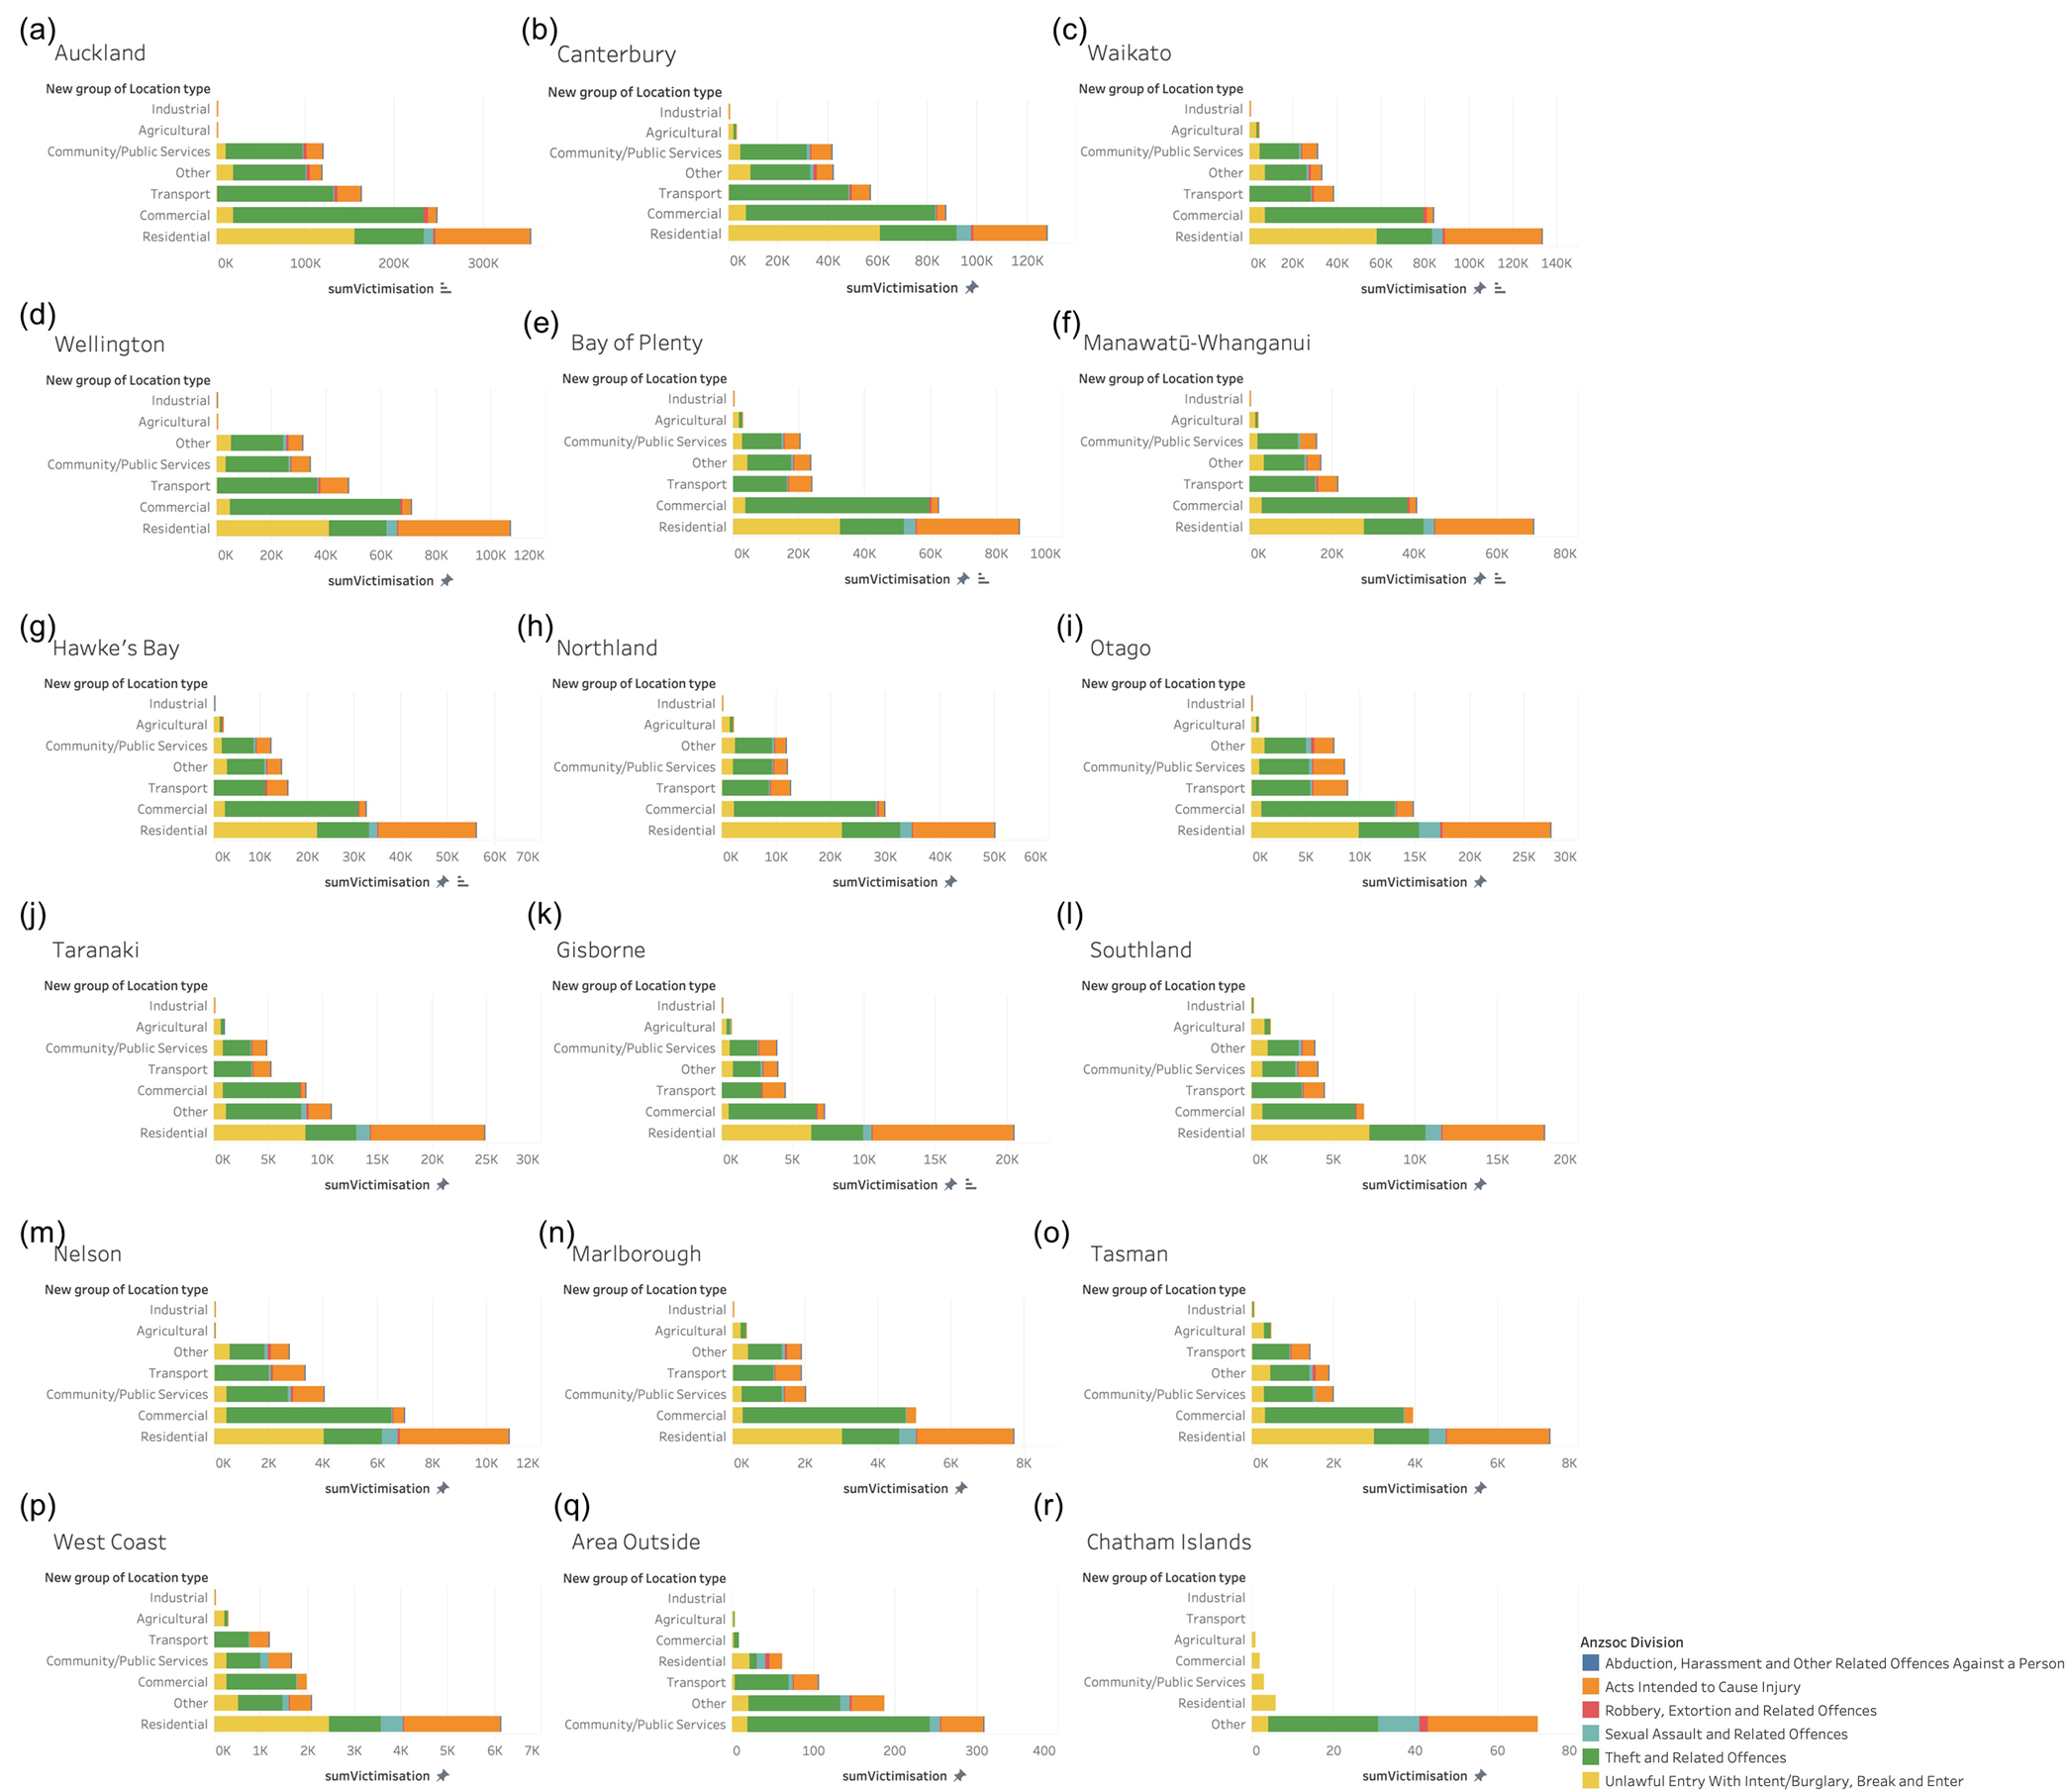 (a)
Auckland
New group of Location type
Industrial
Agricultural
Community/Public Services
Other
Transport
Commercial
Residential
0K 100K 200K 300K
sumVictimisation
(b)
Canterbury
New group of Location type
Industrial
Agricultural
Community/Public Services
Other
Transport
Commercial
Residential
0K 20K 40K 60K 80K 100K 120K
sumVictimisation
(c)
Waikato
New group of Location type
Industrial
Agricultural
Community/Public Services
Other
Transport
Commercial
Residential
0K 20K 40K 60K 80K 100K 120K 140K
sumVictimisation
(d)
Wellington
New group of Location type
Industrial
Agricultural
Other
Community/Public Services
Transport
Commercial
Residential
0K 20K 40K 60K 80K 100K 120K
sumVictimisation
(e)
Bay of Plenty
New group of Location type
Industrial
Agricultural
Community/Public Services
Other
Transport
Commercial
Residential
0K 20K 40K 60K 80K 100K
sumVictimisation
(f)
Manawatū-Whanganui
New group of Location type
Industrial
Agricultural
Community/Public Services
Other
Transport
Commercial
Residential
0K 20K 40K 60K 80K
sumVictimisation
(g)
Hawke's Bay
New group of Location type
Industrial
Agricultural
Community/Public Services
Other
Transport
Commercial
Residential
0K 10K 20K 30K 40K 50K 60K 70K
sumVictimisation
(h)
Northland
New group of Location type
Industrial
Agricultural
Other
Community/Public Services
Transport
Commercial
Residential
0K 10K 20K 30K 40K 50K 60K
sumVictimisation
(i)
Otago
New group of Location type
Industrial
Agricultural
Other
Community/Public Services
Transport
Commercial
Residential
0K 5K 10K 15K 20K 25K 30K
sumVictimisation
(j)
Taranaki
New group of Location type
Industrial
Agricultural
Community/Public Services
Transport
Commercial
Other
Residential
0K 5K 10K 15K 20K 25K 30K
sumVictimisation
(k)
Gisborne
New group of Location type
Industrial
Agricultural
Community/Public Services
Other
Transport
Commercial
Residential
0K 5K 10K 15K 20K
sumVictimisation
(l)
Southland
New group of Location type
Industrial
Agricultural
Other
Community/Public Services
Transport
Commercial
Residential
0K 5K 10K 15K 20K
sumVictimisation
(m)
Nelson
New group of Location type
Industrial
Agricultural
Other
Transport
Community/Public Services
Commercial
Residential
0K 2K 4K 6K 8K 10K 12K
sumVictimisation
(n)
Marlborough
New group of Location type
Industrial
Agricultural
Other
Transport
Community/Public Services
Commercial
Residential
0K 2K 4K 6K 8K
sumVictimisation
(o)
Tasman
New group of Location type
Industrial
Agricultural
Transport
Other
Community/Public Services
Commercial
Residential
0K 2K 4K 6K 8K
sumVictimisation
(p)
West Coast
New group of Location type
Industrial
Agricultural
Transport
Community/Public Services
Commercial
Other
Residential
0K 1K 2K 3K 4K 5K 6K 7K
sumVictimisation
(q)
Area Outside
New group of Location type
Industrial
Agricultural
Commercial
Residential
Transport
Other
Community/Public Services
0 100 200 300 400
sumVictimisation
(r)
Chatham Islands
New group of Location type
Industrial
Transport
Agricultural
Commercial
Community/Public Services
Residential
Other
0 20 40 60 80
sumVictimisation
Anzsoc Division
Abduction, Harassment and Other Related Offences Against a Person
Acts Intended to Cause Injury
Robbery, Extortion and Related Offences
Sexual Assault and Related Offences
Theft and Related Offences
Unlawful Entry With Intent/Burglary, Break and Enter